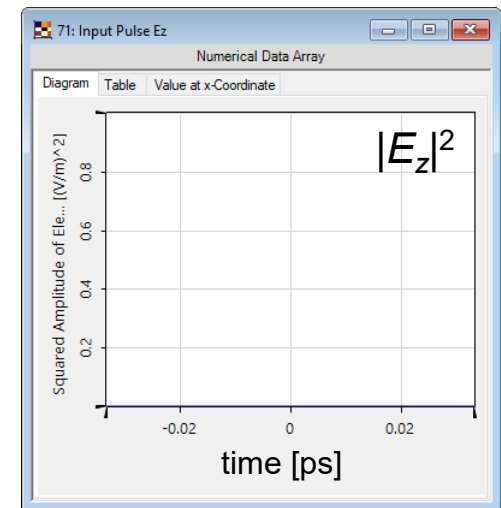 71: Input Pulse Ez
Numerical Data Array
Diagram Table Value at x-Coordinate
|E_z|^2
Squared Amplitude of Ele... [(V/m)^2]
0.8
0.6
0.4
0.2
-0.02 0 0.02
time [ps]